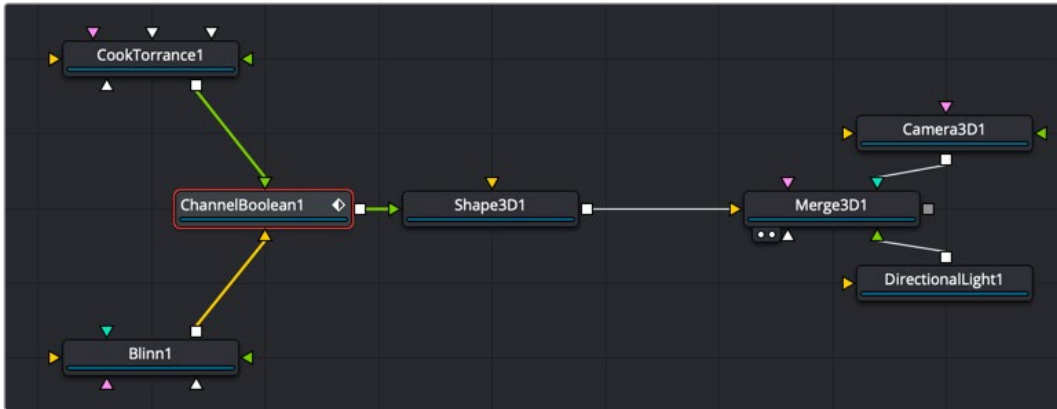 CookTorrance1
Camera3D1
ChannelBoolean1
Shape3D1
Merge3D1
DirectionalLight1
Blinn1